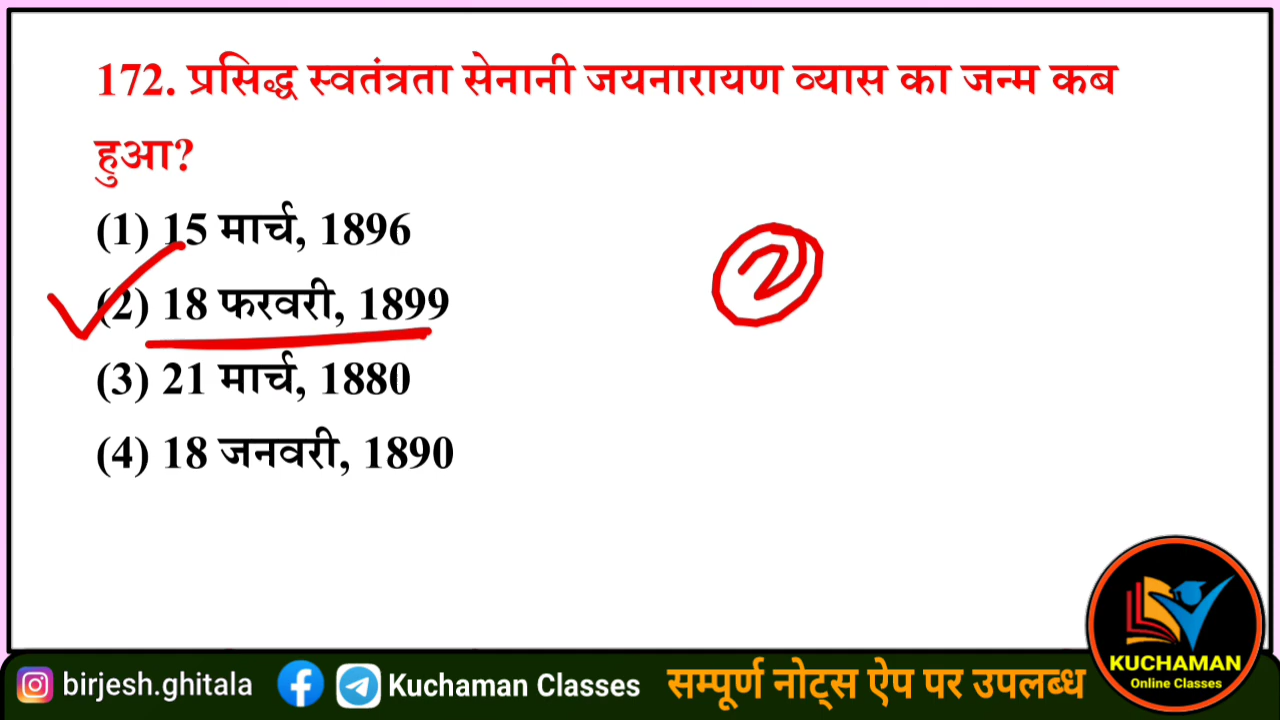 172. प्रसिद्ध स्वतंत्रता सेनानी जयनारायण व्यास का जन्म कब
हुआ?
(1) 15 मार्च, 1896
(2) 18 फरवरी, 1899
2
(3) 21 मार्च, 1880
(4) 18 जनवरी, 1890
KUCHAMAN
Online Classes
birjesh.ghitala
Kuchaman Classes
सम्पूर्ण नोट्स ऐप पर उपलब्ध